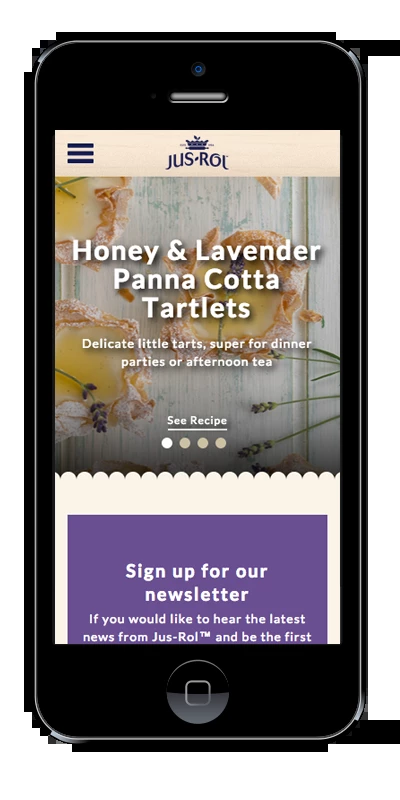 JUS-ROL
Honey & Lavender
Panna Cotta
Tartlets
Delicate little tarts, super for dinner
parties or afternoon tea
See Recipe
Sign up for our
newsletter
If you would like to hear the latest
news from Jus-Rol™ and be the first